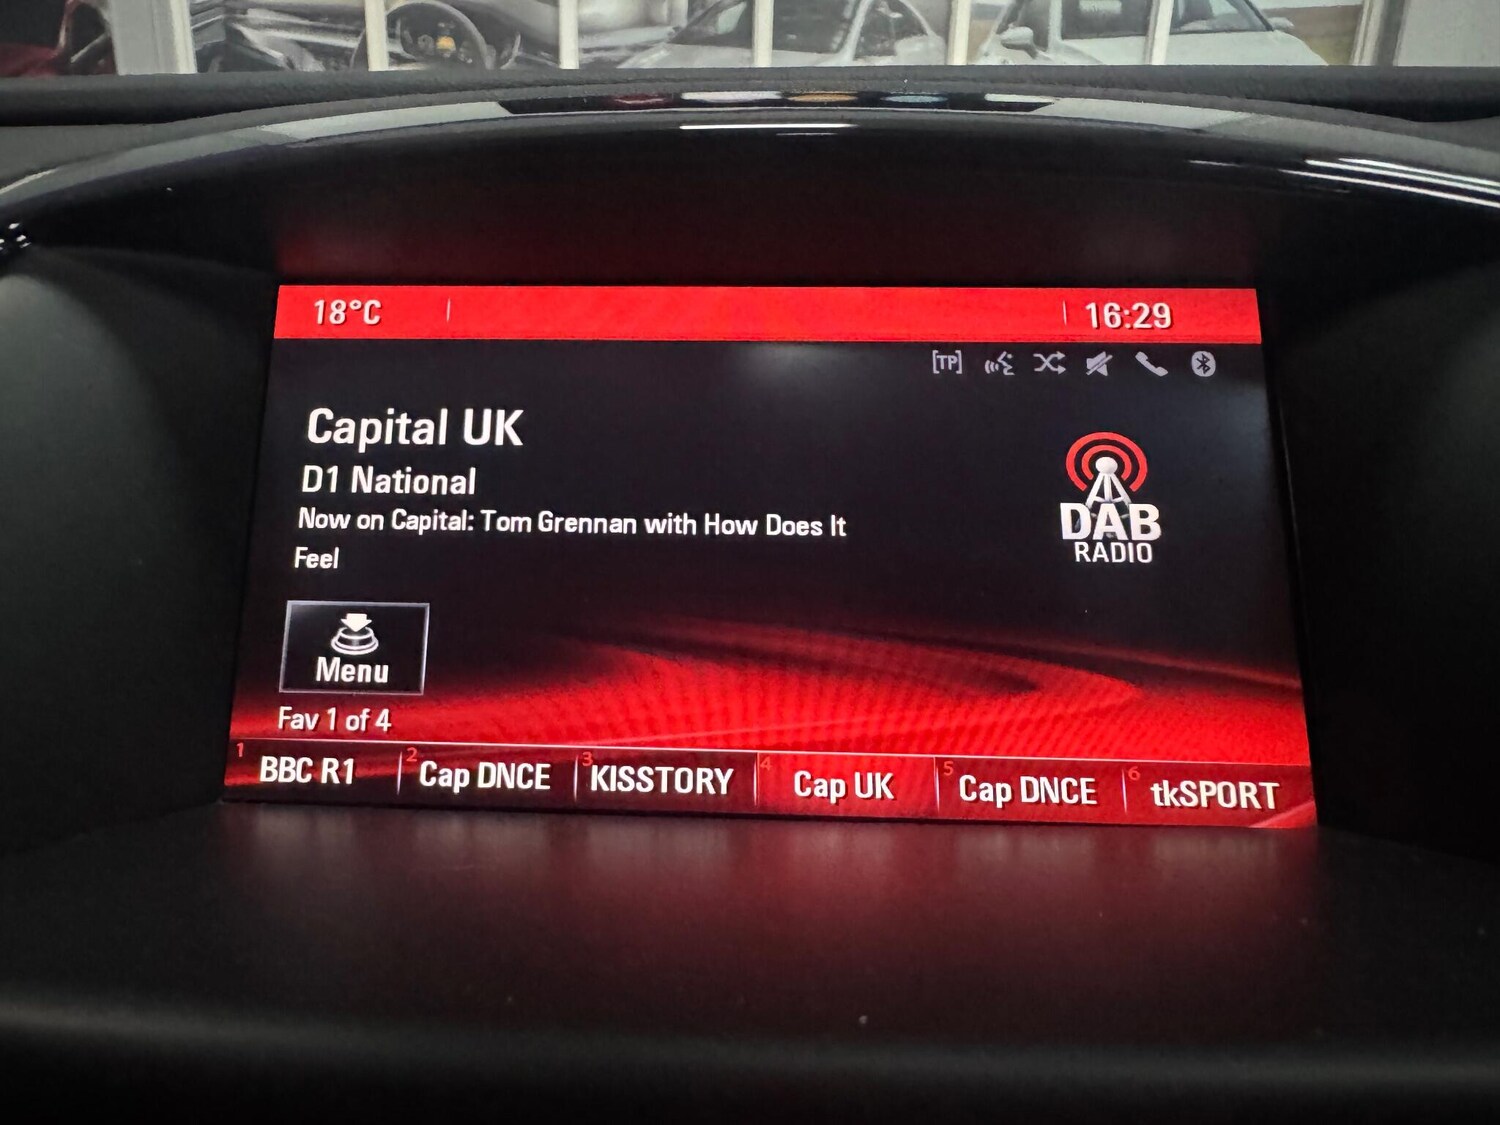 18°C
16:29
[TP]
Capital UK
D1 National
Now on Capital: Tom Grennan with How Does It
Feel
DAB
RADIO
Menu
Fav 1 of 4
1 BBC R1
2 Cap DNCE
3 KISSTORY
4 Cap UK
5 Cap DNCE
6 tkSPORT